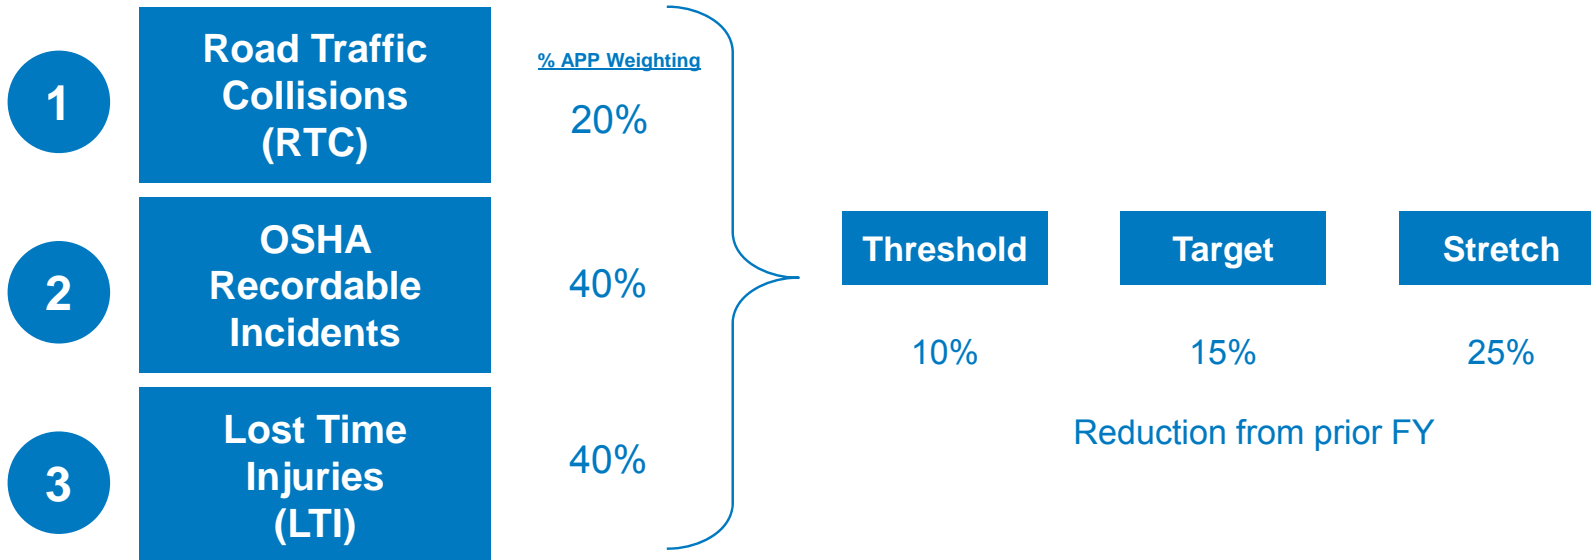 1
Road Traffic
Collisions
(RTC)
% APP Weighting
20%
2
OSHA
Recordable
Incidents
40%
3
Lost Time
Injuries
(LTI)
40%
Threshold
Target
Stretch
10%
15%
25%
Reduction from prior FY